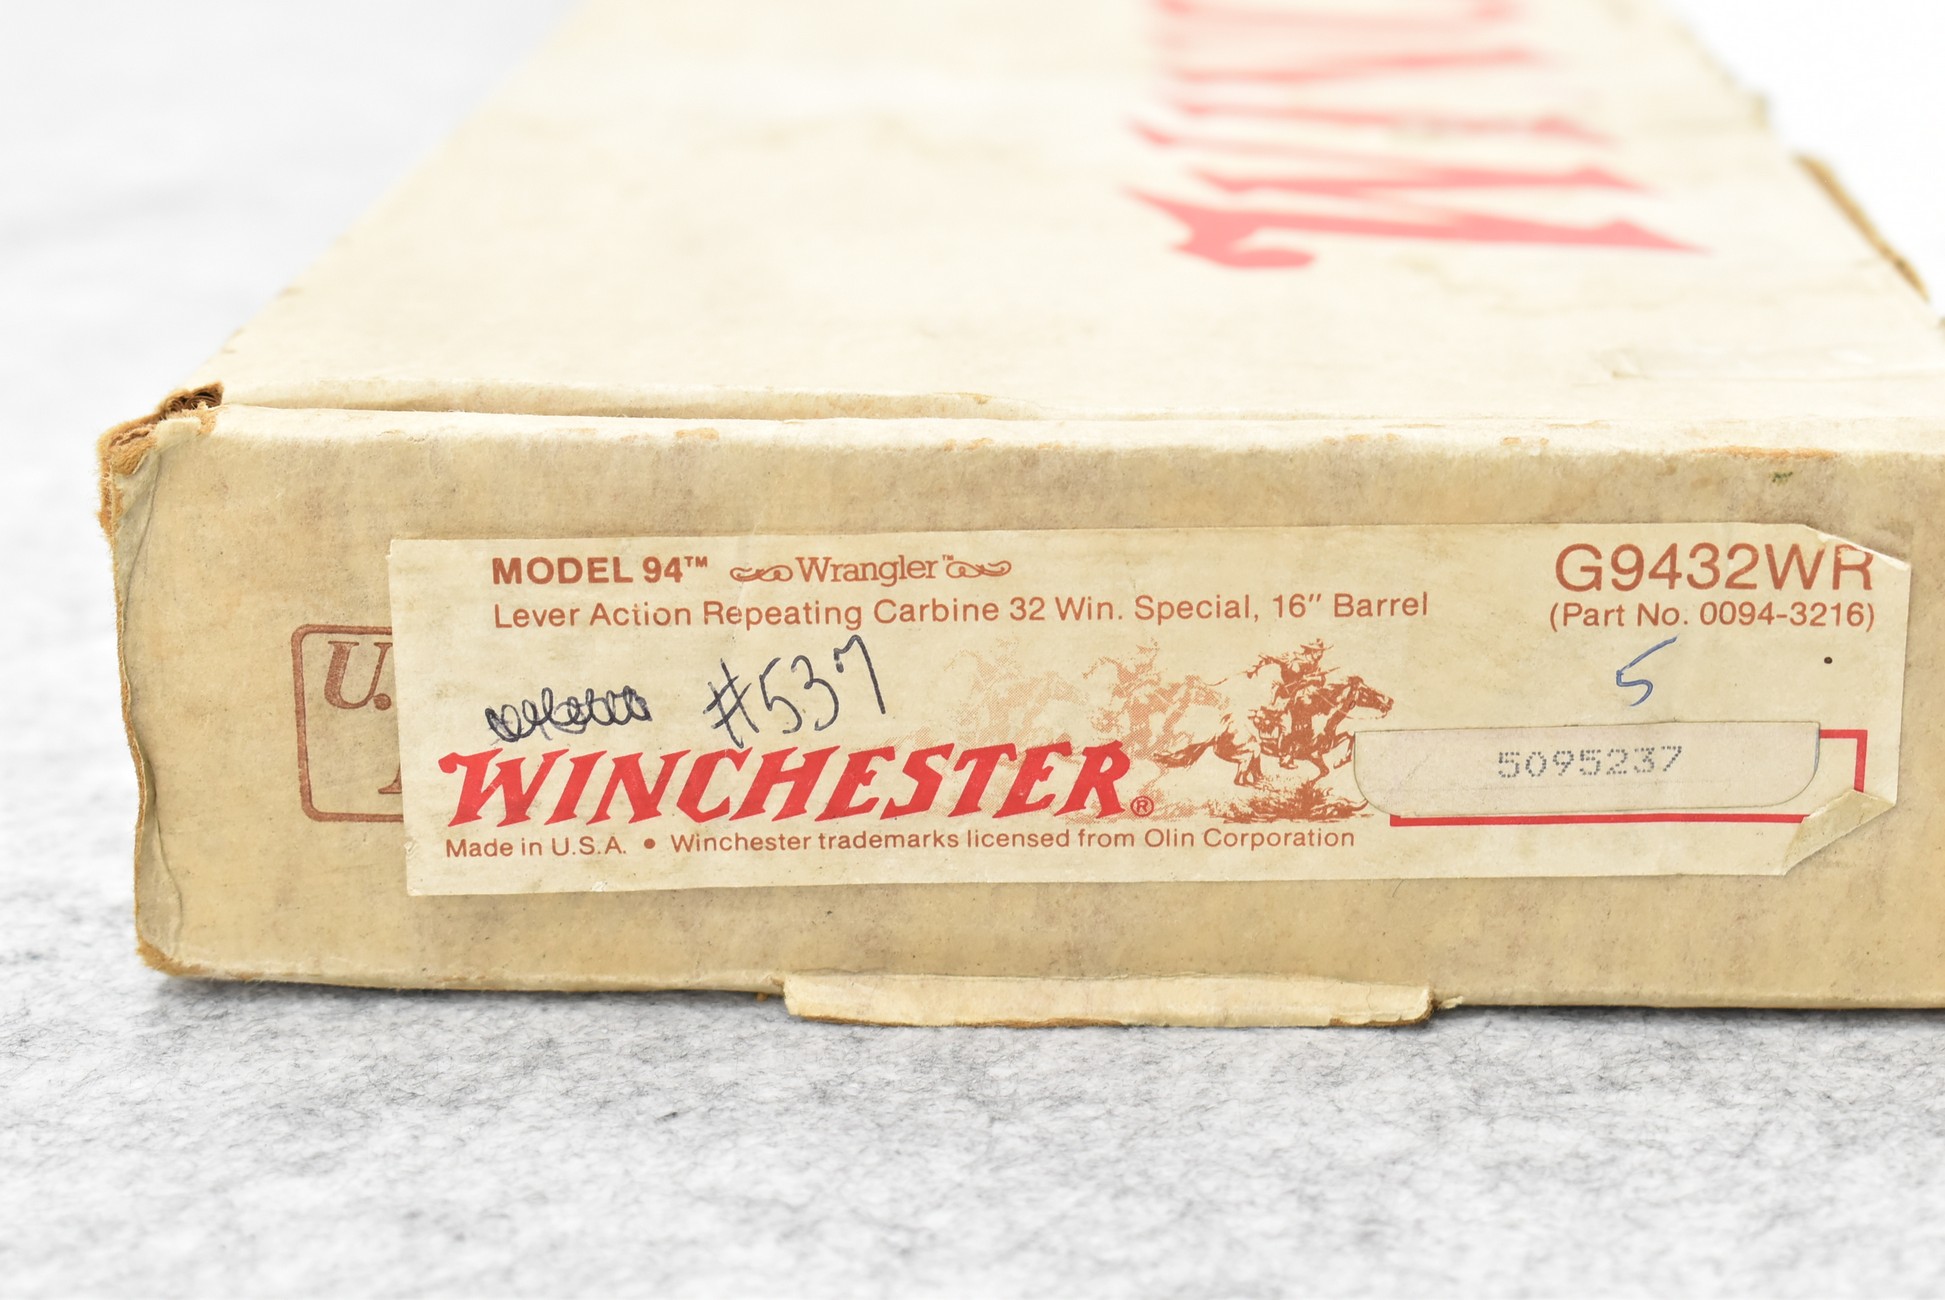 MODEL 94™ Wrangler™
Lever Action Repeating Carbine 32 Win. Special, 16" Barrel
G9432WR
(Part No. 0094-3216)
5
#537
5095237
WINCHESTER®
Made in U.S.A. • Winchester trademarks licensed from Olin Corporation
U.